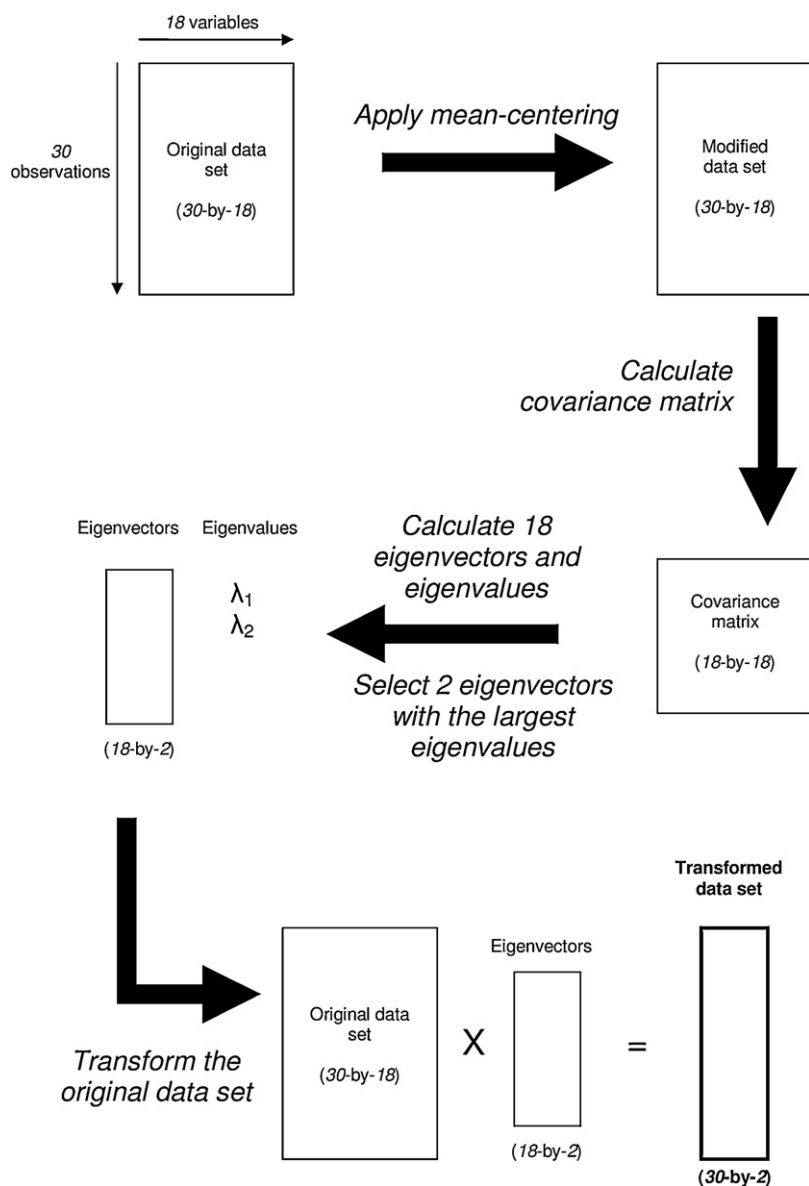 18 variables
30
observations
Original data
set
(30-by-18)
Apply mean-centering
Modified
data set
(30-by-18)
Calculate
covariance matrix
Covariance
matrix
(18-by-18)
Calculate 18
eigenvectors and
eigenvalues
Select 2 eigenvectors
with the largest
eigenvalues
Eigenvectors
Eigenvalues
λ1
λ2
(18-by-2)
Transform the
original data set
Original data
set
(30-by-18)
X
Eigenvectors
(18-by-2)
=
Transformed
data set
(30-by-2)